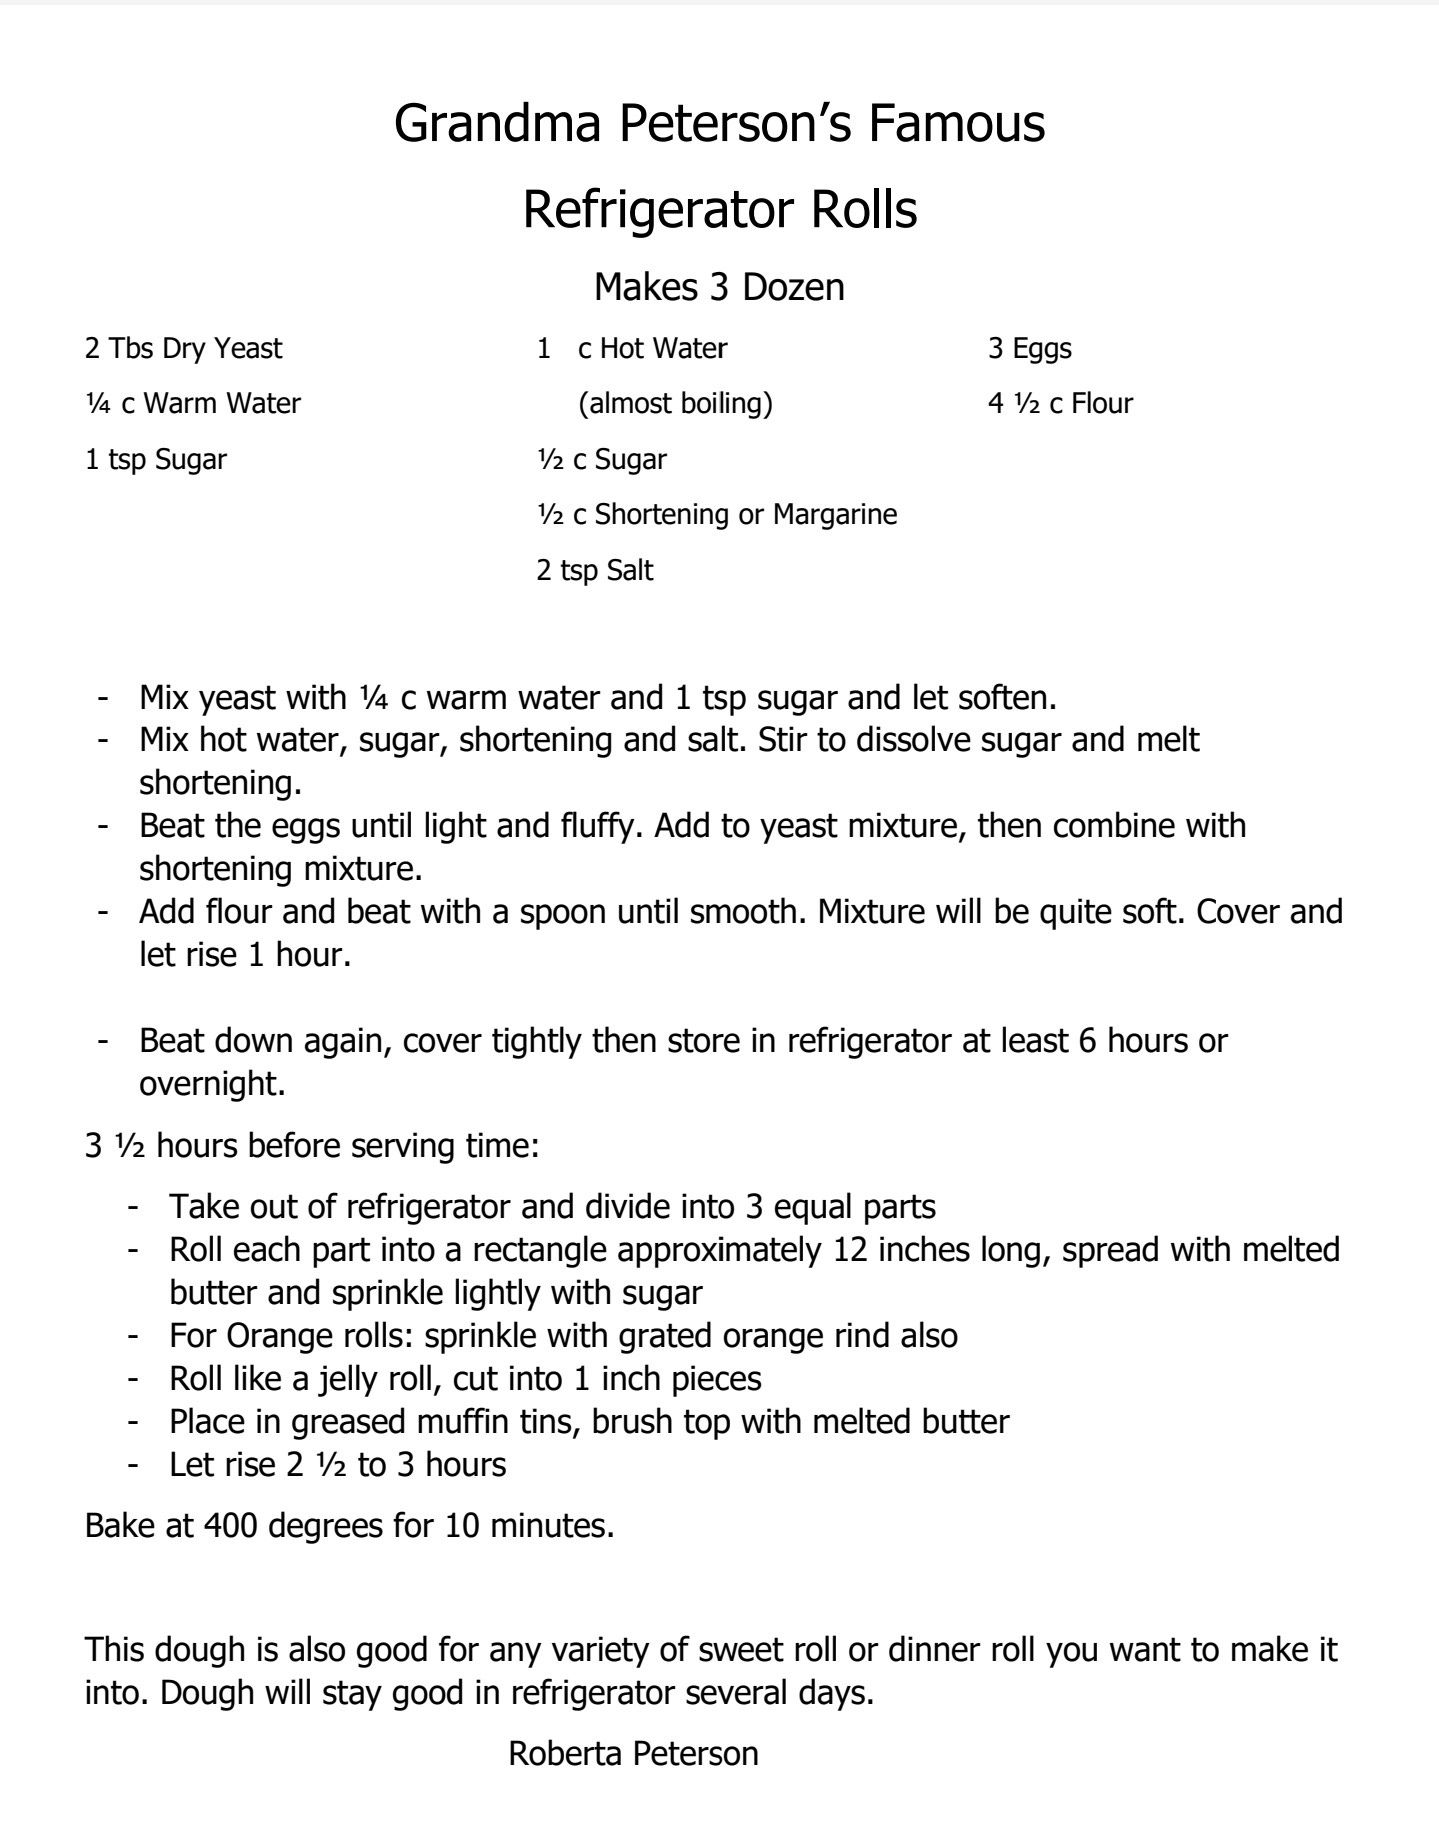 Grandma Peterson’s Famous
Refrigerator Rolls
Makes 3 Dozen
2 Tbs Dry Yeast
¼ c Warm Water
1 tsp Sugar
1 c Hot Water
(almost boiling)
½ c Sugar
½ c Shortening or Margarine
2 tsp Salt
3 Eggs
4 ½ c Flour
- Mix yeast with ¼ c warm water and 1 tsp sugar and let soften.
- Mix hot water, sugar, shortening and salt. Stir to dissolve sugar and melt
shortening.
- Beat the eggs until light and fluffy. Add to yeast mixture, then combine with
shortening mixture.
- Add flour and beat with a spoon until smooth. Mixture will be quite soft. Cover and
let rise 1 hour.
- Beat down again, cover tightly then store in refrigerator at least 6 hours or
overnight.
3 ½ hours before serving time:
- Take out of refrigerator and divide into 3 equal parts
- Roll each part into a rectangle approximately 12 inches long, spread with melted
butter and sprinkle lightly with sugar
- For Orange rolls: sprinkle with grated orange rind also
- Roll like a jelly roll, cut into 1 inch pieces
- Place in greased muffin tins, brush top with melted butter
- Let rise 2 ½ to 3 hours
Bake at 400 degrees for 10 minutes.
This dough is also good for any variety of sweet roll or dinner roll you want to make it
into. Dough will stay good in refrigerator several days.
Roberta Peterson